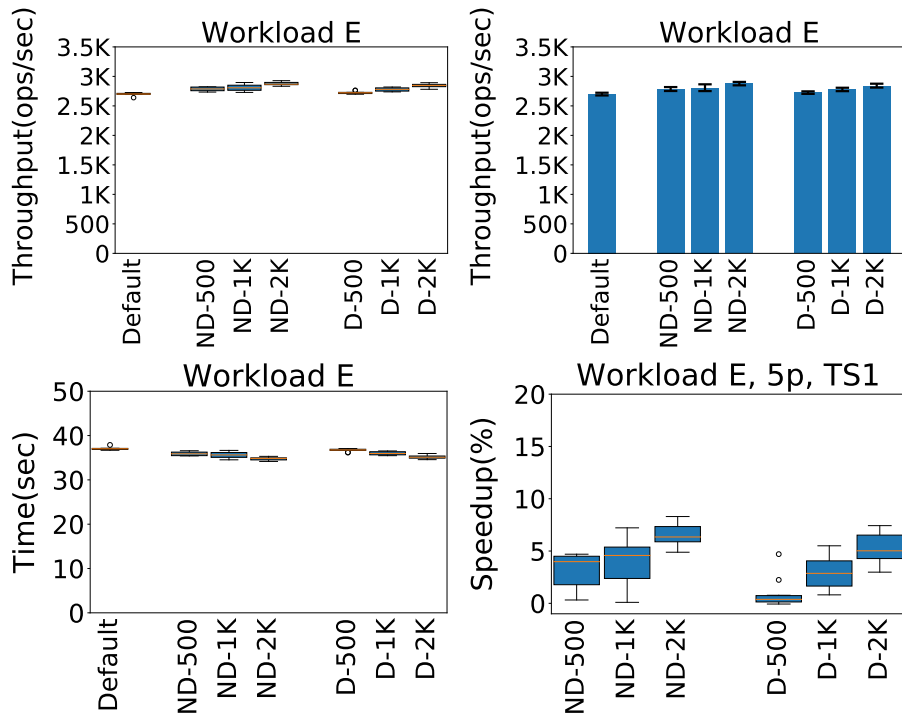 Workload E
Throughput(ops/sec)
3.5K
3K
2.5K
2K
1.5K
1K
500
0
Default
ND-500
ND-1K
ND-2K
D-500
D-1K
D-2K
Workload E
Throughput(ops/sec)
3.5K
3K
2.5K
2K
1.5K
1K
500
0
Default
ND-500
ND-1K
ND-2K
D-500
D-1K
D-2K
Workload E
Time(sec)
50
40
30
20
10
0
Default
ND-500
ND-1K
ND-2K
D-500
D-1K
D-2K
Workload E, 5p, TS1
Speedup(%)
20
15
10
5
0
ND-500
ND-1K
ND-2K
D-500
D-1K
D-2K